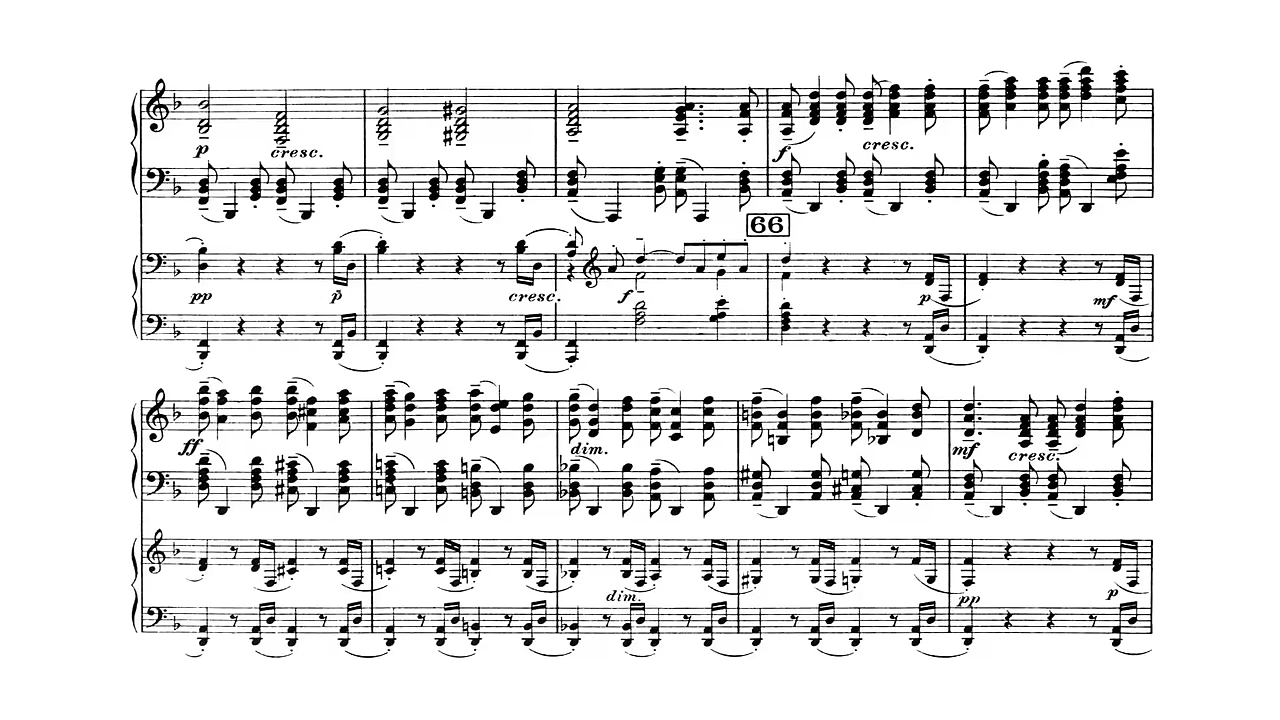 p cresc.
f cresc.
66
pp p cresc. f p mf
ff dim. mf cresc.
dim. pp p